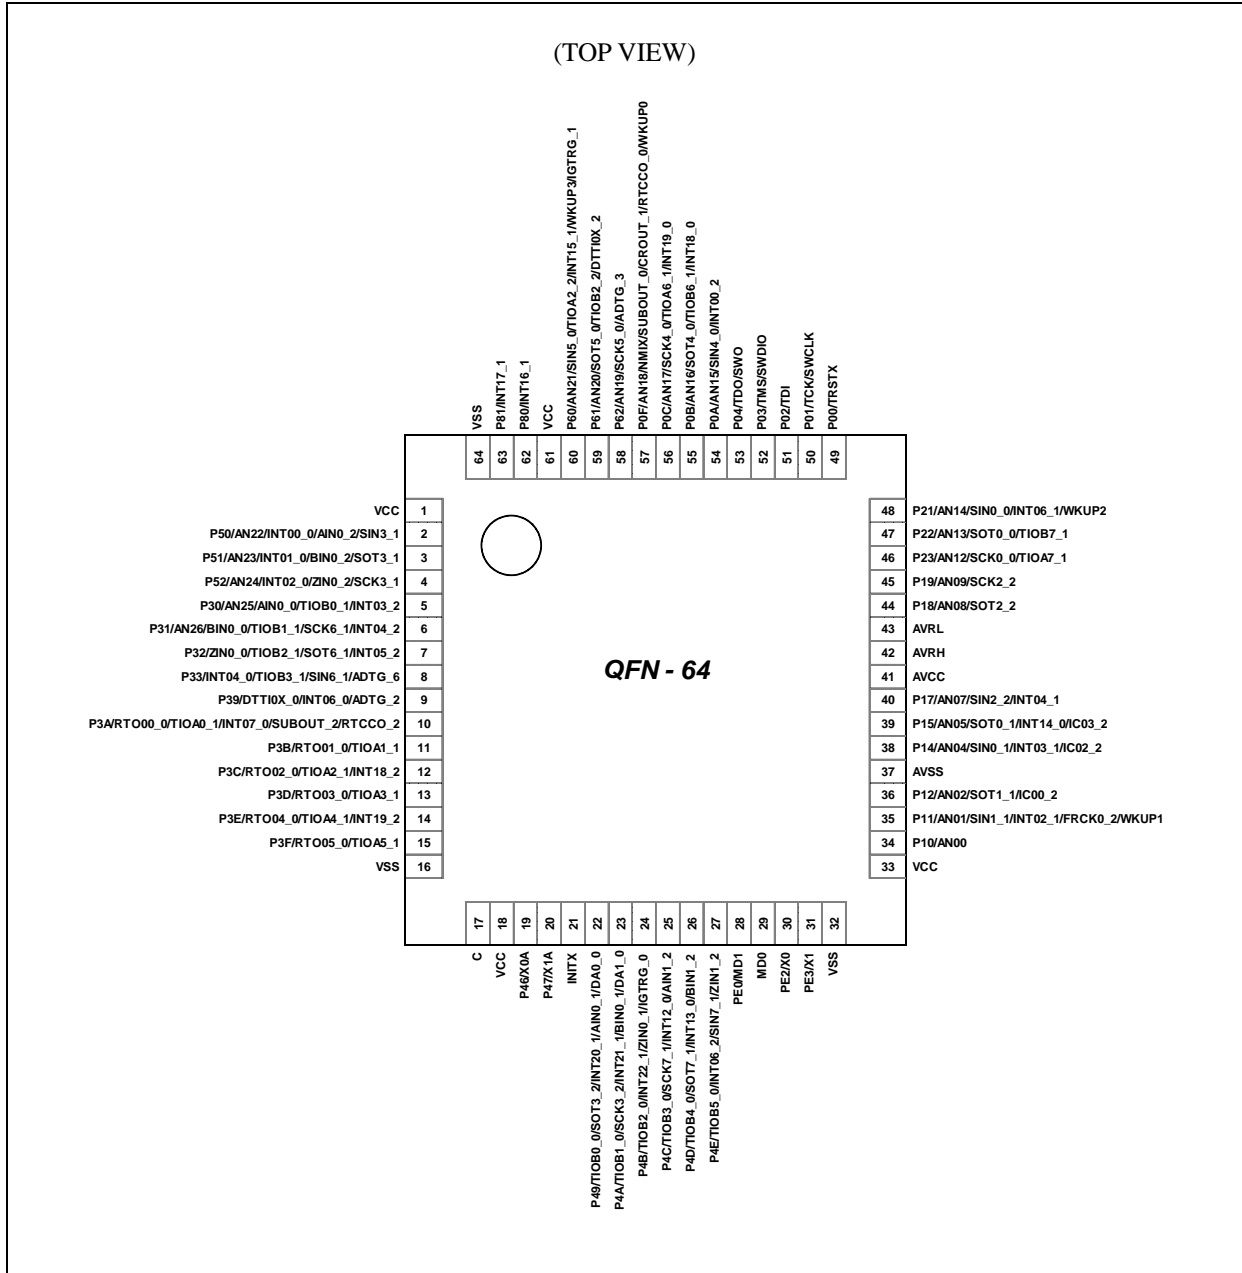 (TOP VIEW)
VSS
P81/INT17_1
P80/INT16_1
VCC
P60/AN21/SIN5_0/TIOA2_2/INT15_1/WKUP3/IGTRG_1
P61/AN20/SOT5_0/TIOB2_2/DTTI0X_2
P62/AN19/SCK5_0/ADTG_3
P0F/AN18/NMIX/SUBOUT_0/CROUT_1/RTCCO_0/WKUP0
P0C/AN17/SCK4_0/TIOA6_1/INT19_0
P0B/AN16/SOT4_0/TIOB6_1/INT18_0
P0A/AN15/SIN4_0/INT00_2
P04/TDO/SWO
P03/TMS/SWDIO
P02/TDI
P01/TCK/SWCLK
P00/TRSTX
64 63 62 61 60 59 58 57 56 55 54 53 52 51 50 49
VCC 1
P50/AN22/INT00_0/AIN0_2/SIN3_1 2
P51/AN23/INT01_0/BIN0_2/SOT3_1 3
P52/AN24/INT02_0/ZIN0_2/SCK3_1 4
P30/AN25/AIN0_0/TIOB0_1/INT03_2 5
P31/AN26/BIN0_0/TIOB1_1/SCK6_1/INT04_2 6
P32/ZIN0_0/TIOB2_1/SOT6_1/INT05_2 7
P33/INT04_0/TIOB3_1/SIN6_1/ADTG_6 8
P39/DTTI0X_0/INT06_0/ADTG_2 9
P3A/RTO00_0/TIOA0_1/INT07_0/SUBOUT_2/RTCCO_2 10
P3B/RTO01_0/TIOA1_1 11
P3C/RTO02_0/TIOA2_1/INT18_2 12
P3D/RTO03_0/TIOA3_1 13
P3E/RTO04_0/TIOA4_1/INT19_2 14
P3F/RTO05_0/TIOA5_1 15
VSS 16
QFN - 64
48 P21/AN14/SIN0_0/INT06_1/WKUP2
47 P22/AN13/SOT0_0/TIOB7_1
46 P23/AN12/SCK0_0/TIOA7_1
45 P19/AN09/SCK2_2
44 P18/AN08/SOT2_2
43 AVRL
42 AVRH
41 AVCC
40 P17/AN07/SIN2_2/INT04_1
39 P15/AN05/SOT0_1/INT14_0/IC03_2
38 P14/AN04/SIN0_1/INT03_1/IC02_2
37 AVSS
36 P12/AN02/SOT1_1/IC00_2
35 P11/AN01/SIN1_1/INT02_1/FRCK0_2/WKUP1
34 P10/AN00
33 VCC
17 18 19 20 21 22 23 24 25 26 27 28 29 30 31 32
C
VCC
P46/X0A
P47/X1A
INITX
P49/TIOB0_0/SOT3_2/INT20_1/AIN0_1/DA0_0
P4A/TIOB1_0/SCK3_2/INT21_1/BIN0_1/DA1_0
P4B/TIOB2_0/INT22_1/ZIN0_1/IGTRG_0
P4C/TIOB3_0/SCK7_1/INT12_0/AIN1_2
P4D/TIOB4_0/SOT7_1/INT13_0/BIN1_2
P4E/TIOB5_0/INT06_2/SIN7_1/ZIN1_2
PE0/MD1
MD0
PE2/X0
PE3/X1
VSS